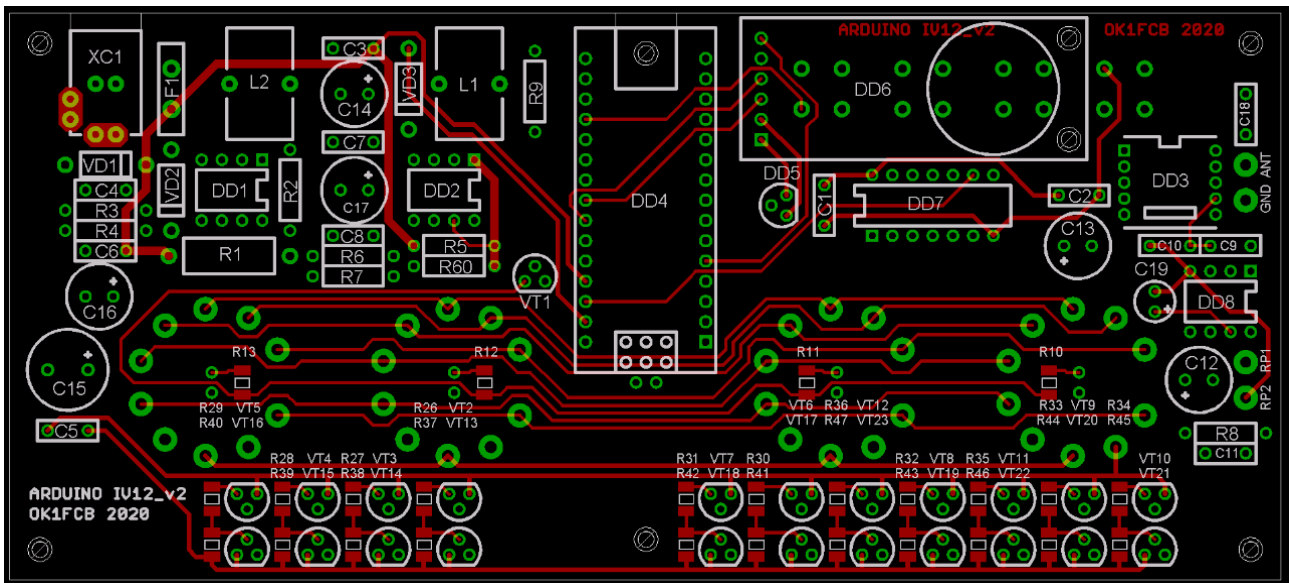 ARDUINO IV12_v2 OK1FCB 2020
XC1
F1
L2
C3
C14
VD3
L1
R9
DD6
C18
ANT
GND
VD1
C4
R3
R4
C6
VD2
DD1
R2
R1
C7
C17
C8
R6
R7
DD2
R5
R60
VT1
DD4
DD5
C1
DD7
C2
C13
DD3
C10
C9
C19
DD8
C16
C15
C5
R13
R12
R11
R10
C12
RP1
RP2
R29 VT5
R40 VT16
R26 VT2
R37 VT13
VT6 R36 VT12
VT17 R47 VT23
R33 VT9 R34
R44 VT20 R45
R8
C11
R28 VT4 R27 VT3
R39 VT15 R38 VT14
R31 VT7 R30
R42 VT18 R41
R32 VT8 R35 VT11
R43 VT19 R46 VT22
VT10
VT21
ARDUINO IV12_v2
OK1FCB 2020